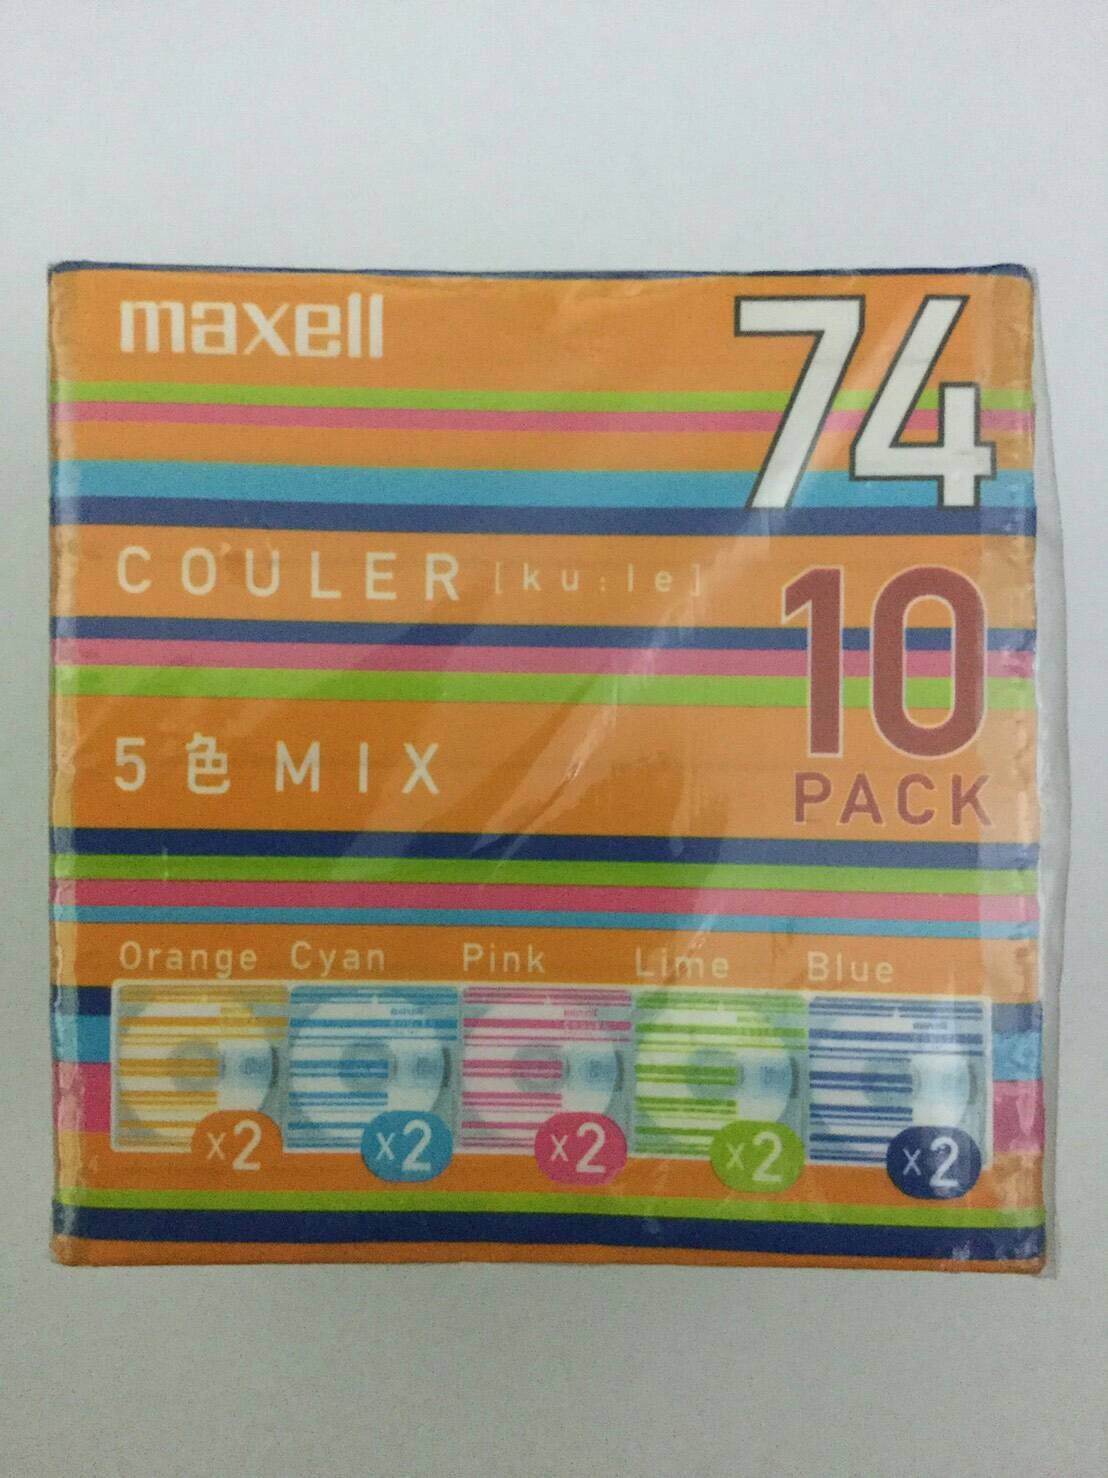 maxell
74
COULER [ku:le]
10
PACK
5色MIX
Orange Cyan Pink Lime Blue
x2 x2 x2 x2 x2